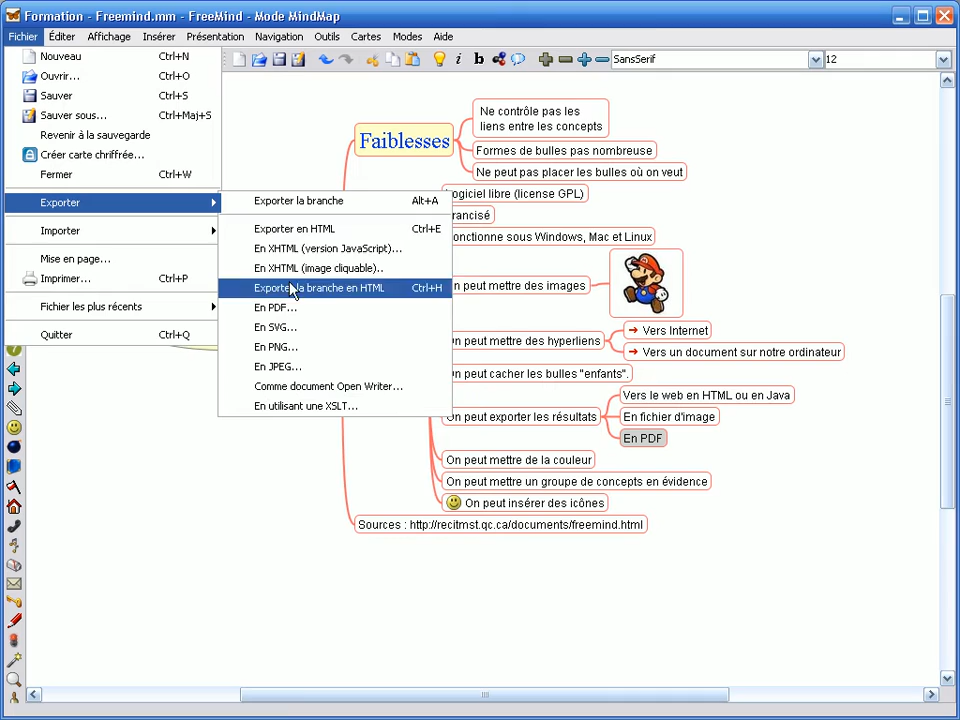 Formation - Freemind.mm - FreeMind - Mode MindMap
Fichier Éditer Affichage Insérer Présentation Navigation Outils Cartes Modes Aide
SansSerif 12
Nouveau Ctrl+N
Ouvrir... Ctrl+O
Sauver Ctrl+S
Sauver sous... Ctrl+Maj+S
Revenir à la sauvegarde
Créer carte chriffrée...
Fermer Ctrl+W
Exporter
Importer
Mise en page...
Imprimer... Ctrl+P
Fichier les plus récents
Quitter Ctrl+Q
Exporter la branche Alt+A
Exporter en HTML Ctrl+E
En XHTML (version JavaScript)...
En XHTML (image cliquable)..
Exporter la branche en HTML Ctrl+H
En PDF...
En SVG...
En PNG...
En JPEG...
Comme document Open Writer...
En utilisant une XSLT...
Faiblesses
Ne contrôle pas les
liens entre les concepts
Formes de bulles pas nombreuse
Ne peut pas placer les bulles où on veut
ogiciel libre (license GPL)
rancisé
onctionne sous Windows, Mac et Linux
n peut mettre des images
n peut mettre des hyperliens
Vers Internet
Vers un document sur notre ordinateur
n peut cacher les bulles "enfants".
On peut exporter les résultats
Vers le web en HTML ou en Java
En fichier d'image
En PDF
On peut mettre de la couleur
On peut mettre un groupe de concepts en évidence
On peut insérer des icônes
Sources : http://recitmst.qc.ca/documents/freemind.html